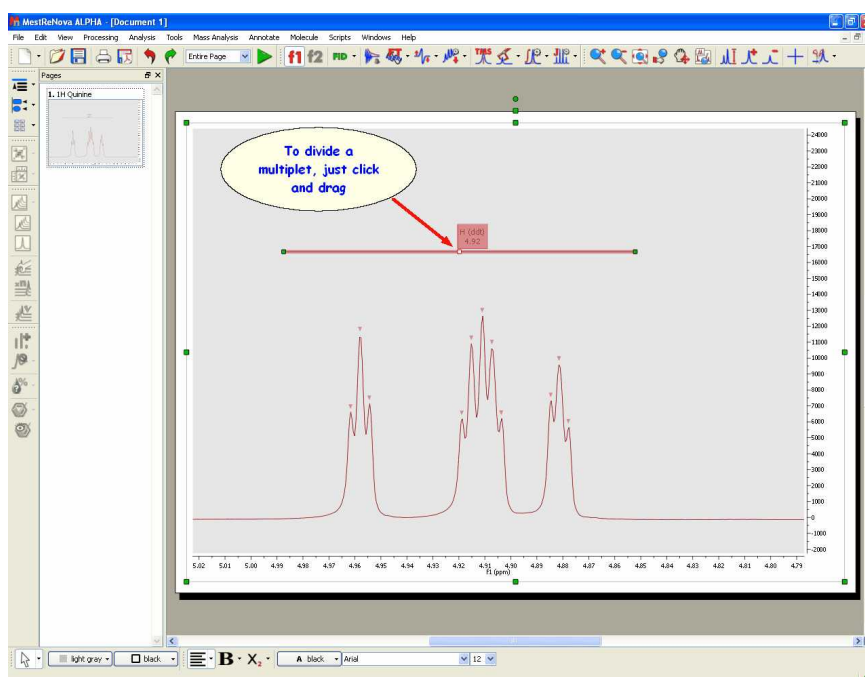 MestReNova ALPHA - [Document 1]
File Edit View Processing Analysis Tools Mass Analysis Annotate Molecule Scripts Windows Help
Entire Page f1 f2 FID TMS
Pages
1. 1H Quinine
To divide a
multiplet, just click
and drag
H (ddt)
4.92
24000
23000
22000
21000
20000
19000
18000
17000
16000
15000
14000
13000
12000
11000
10000
9000
8000
7000
6000
5000
4000
3000
2000
1000
0
-1000
-2000
5.02 5.01 5.00 4.99 4.98 4.97 4.96 4.95 4.94 4.93 4.92 4.91 4.90 4.89 4.88 4.87 4.86 4.85 4.84 4.83 4.82 4.81 4.80 4.79
f1 (ppm)
light gray black B X2 A black Arial 12